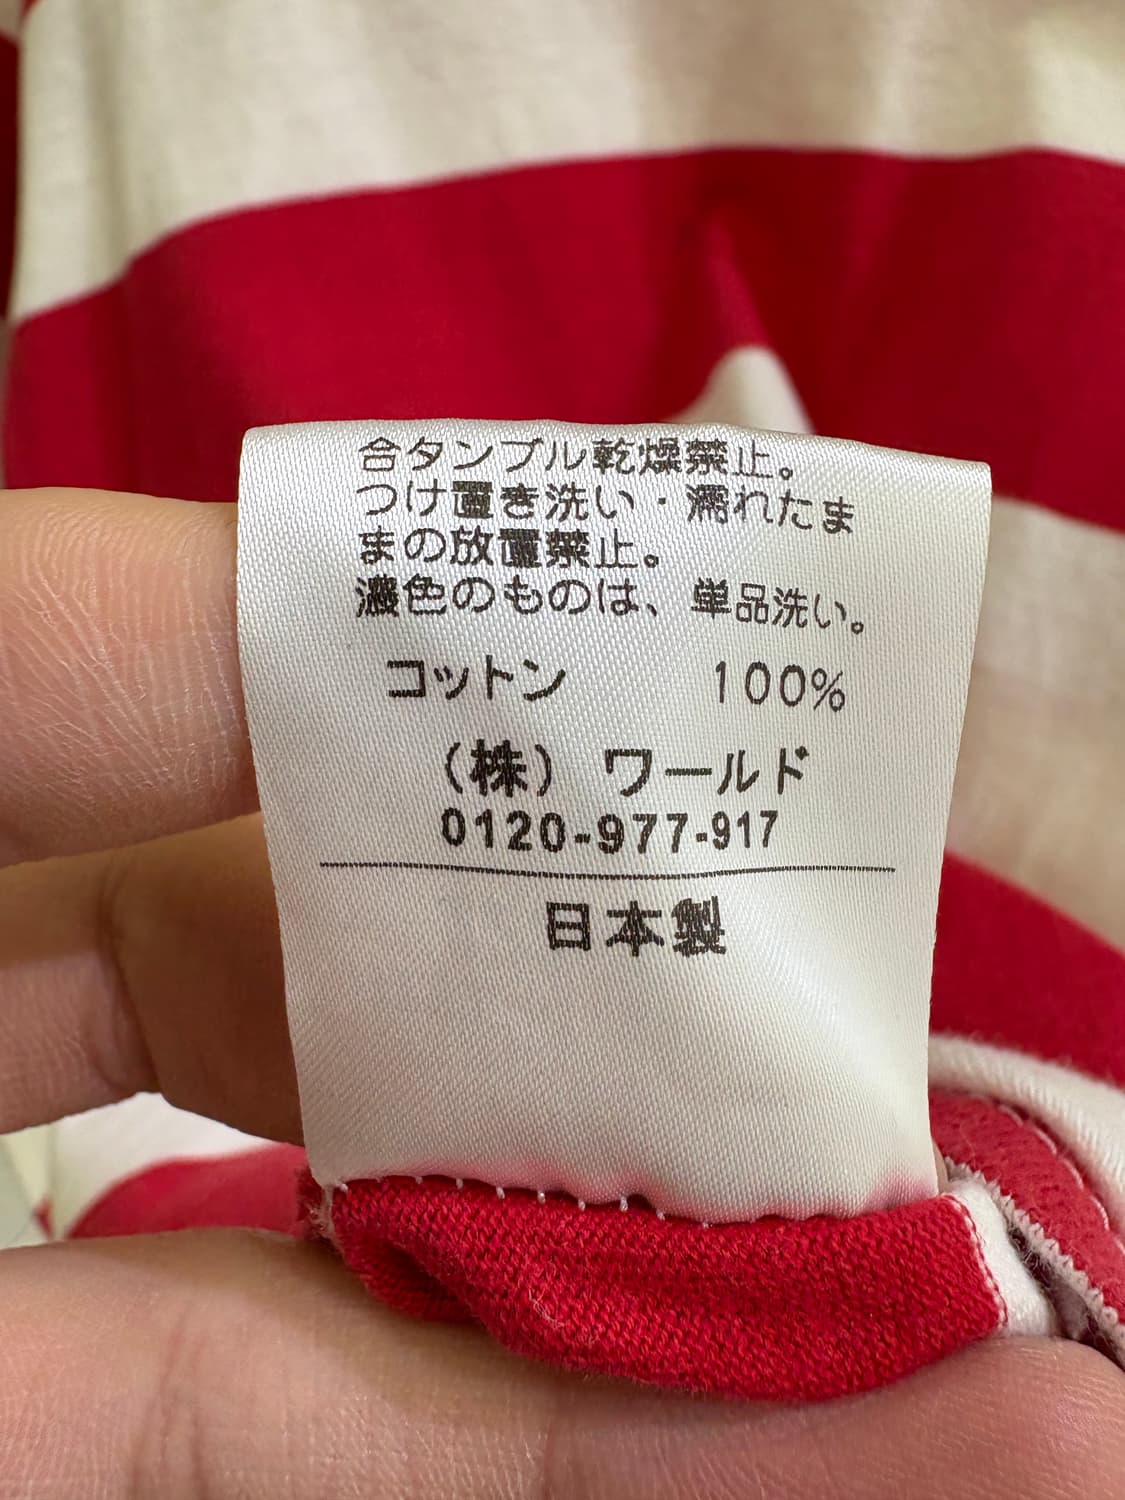 合タンブル乾燥禁止。
つけ置き洗い・濡れたまま
まの放置禁止。
濃色のものは、単品洗い。
コットン 100%
(株) ワールド
0120-977-917
日本製